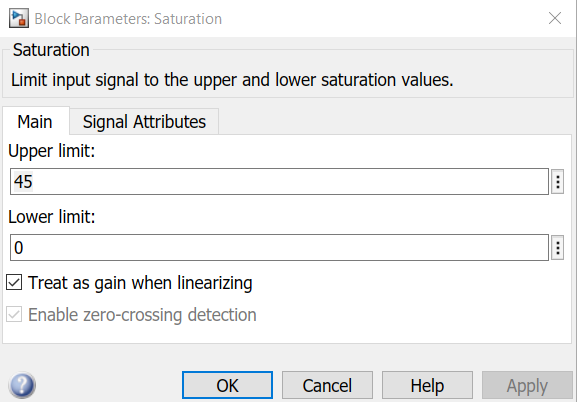 Block Parameters: Saturation
Saturation
Limit input signal to the upper and lower saturation values.
Main Signal Attributes
Upper limit:
45
Lower limit:
0
Treat as gain when linearizing
Enable zero-crossing detection
? OK Cancel Help Apply